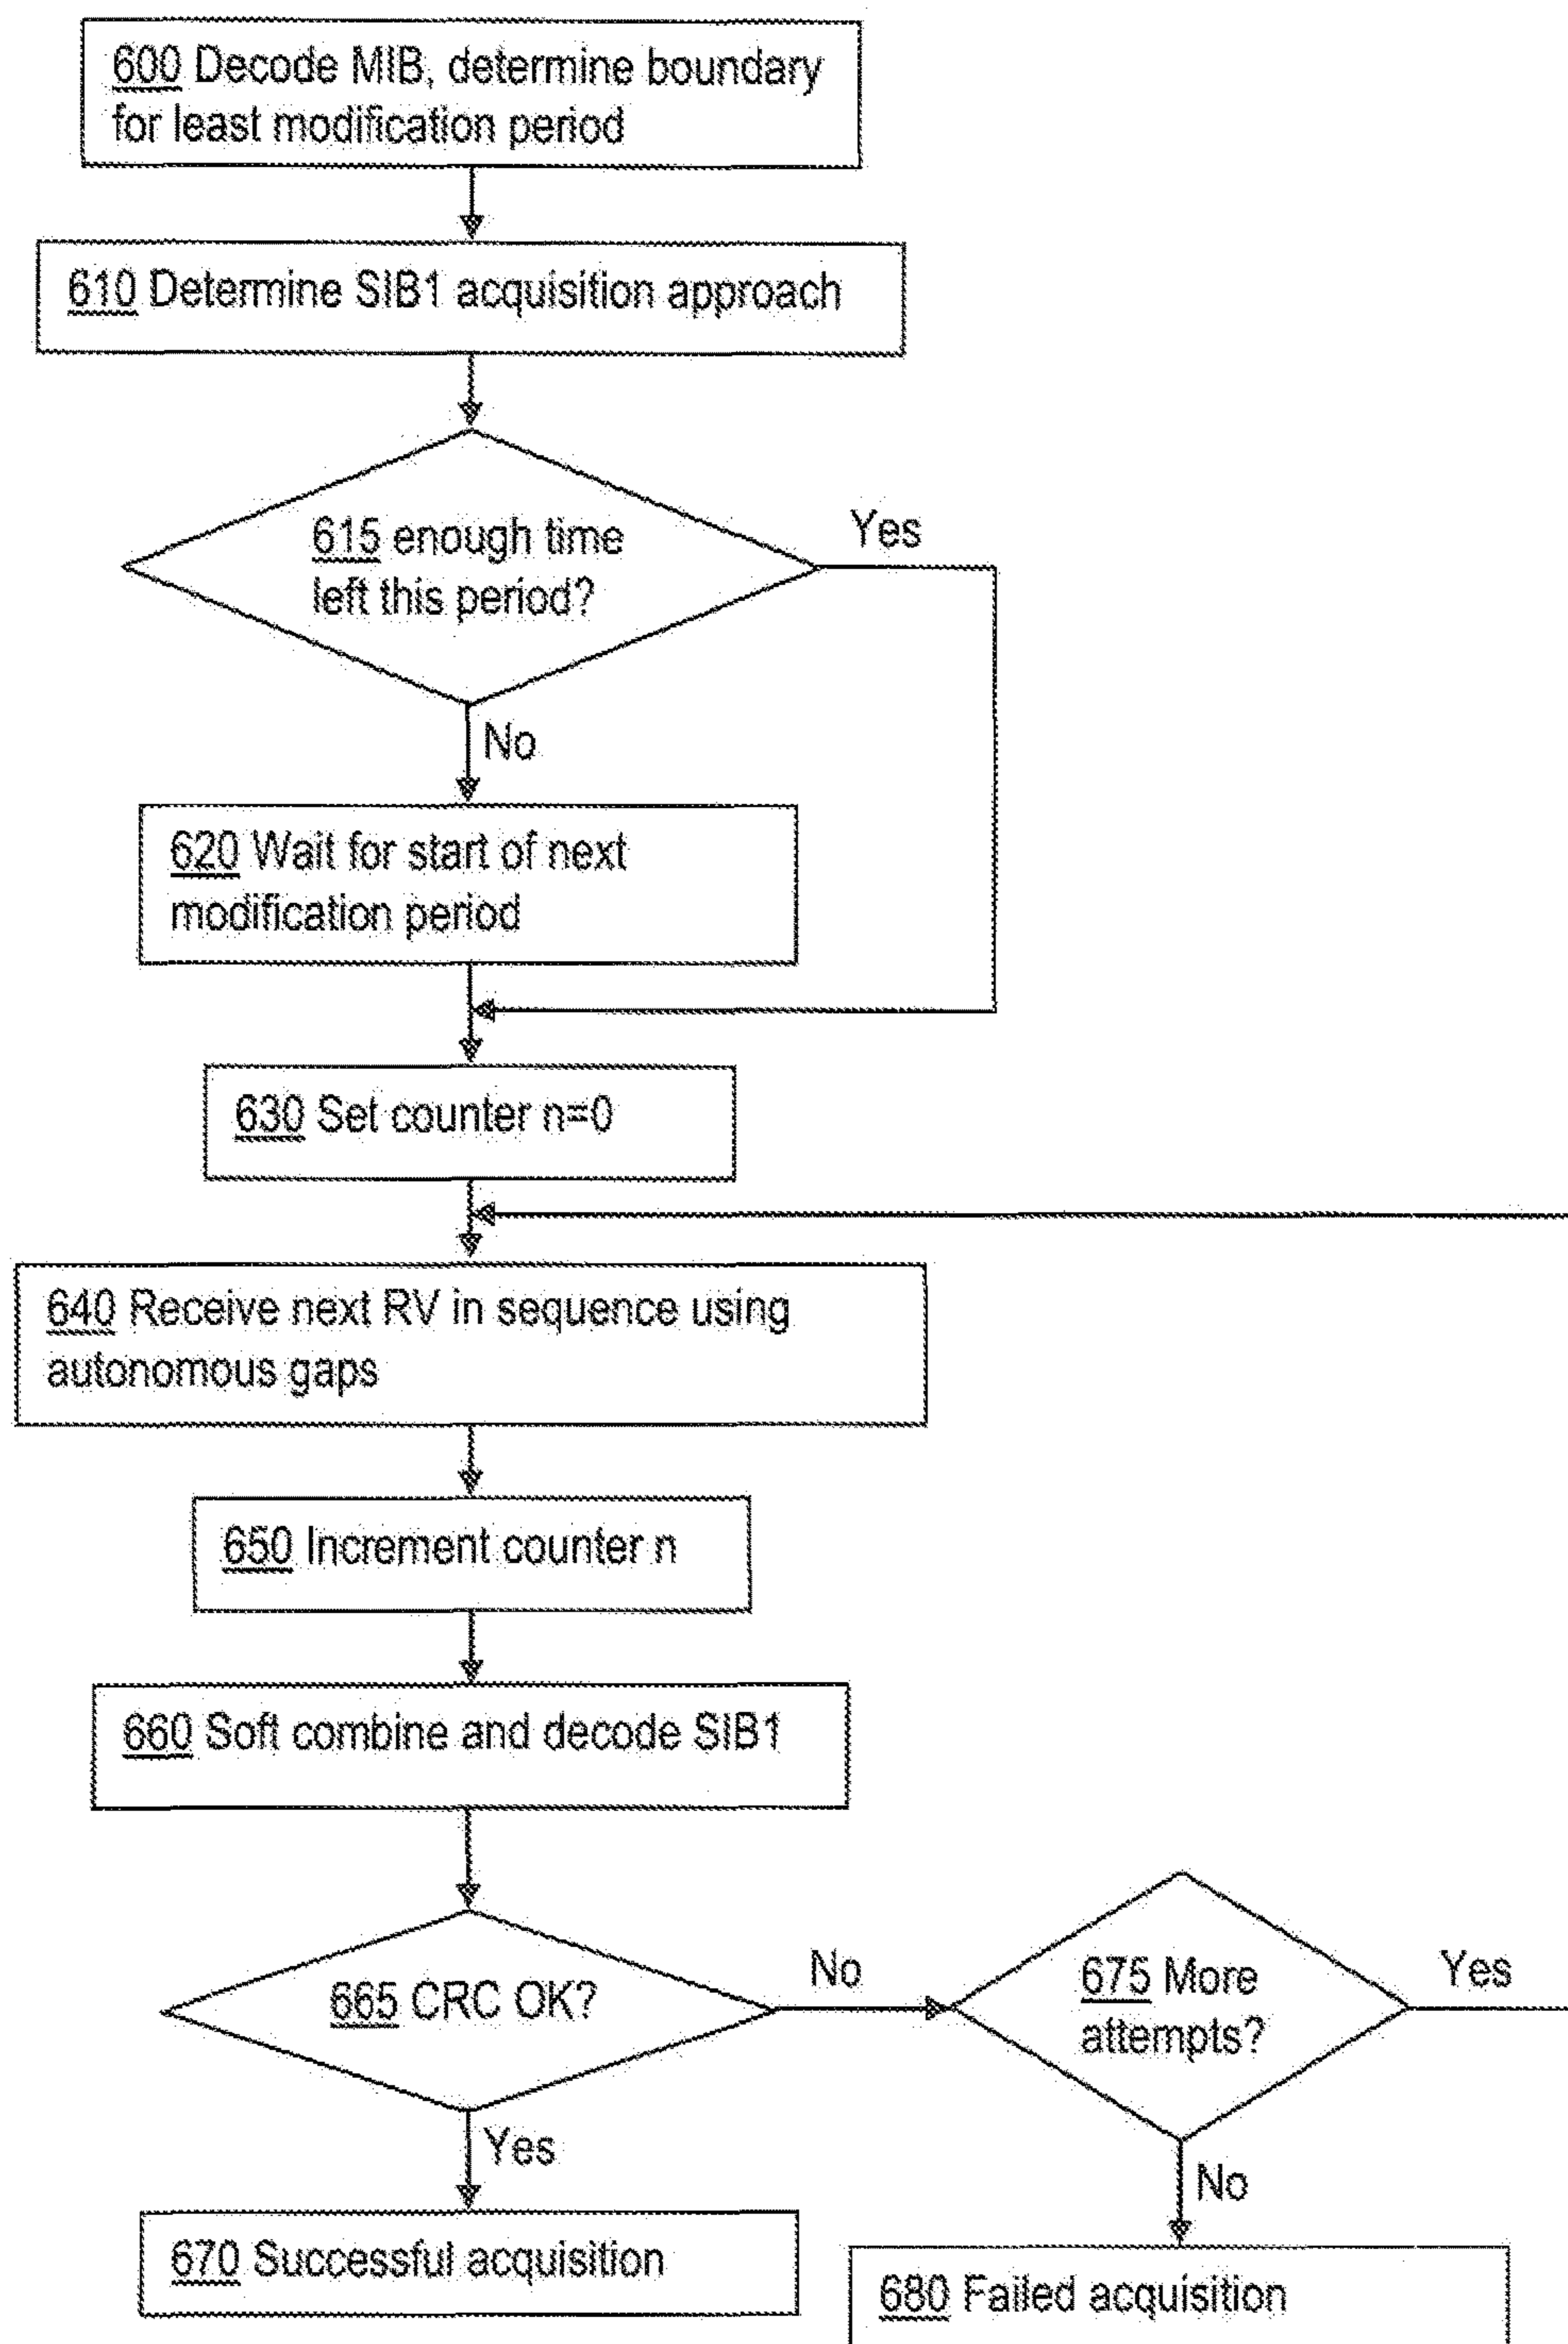 600 Decode MIB, determine boundary
for least modification period
610 Determine SIB1 acquisition approach
615 enough time
left this period?
Yes
No
620 Wait for start of next
modification period
630 Set counter n=0
640 Receive next RV in sequence using
autonomous gaps
650 Increment counter n
660 Soft combine and decode SIB1
665 CRC OK?
No
675 More
attempts?
Yes
Yes
No
670 Successful acquisition
680 Failed acquisition